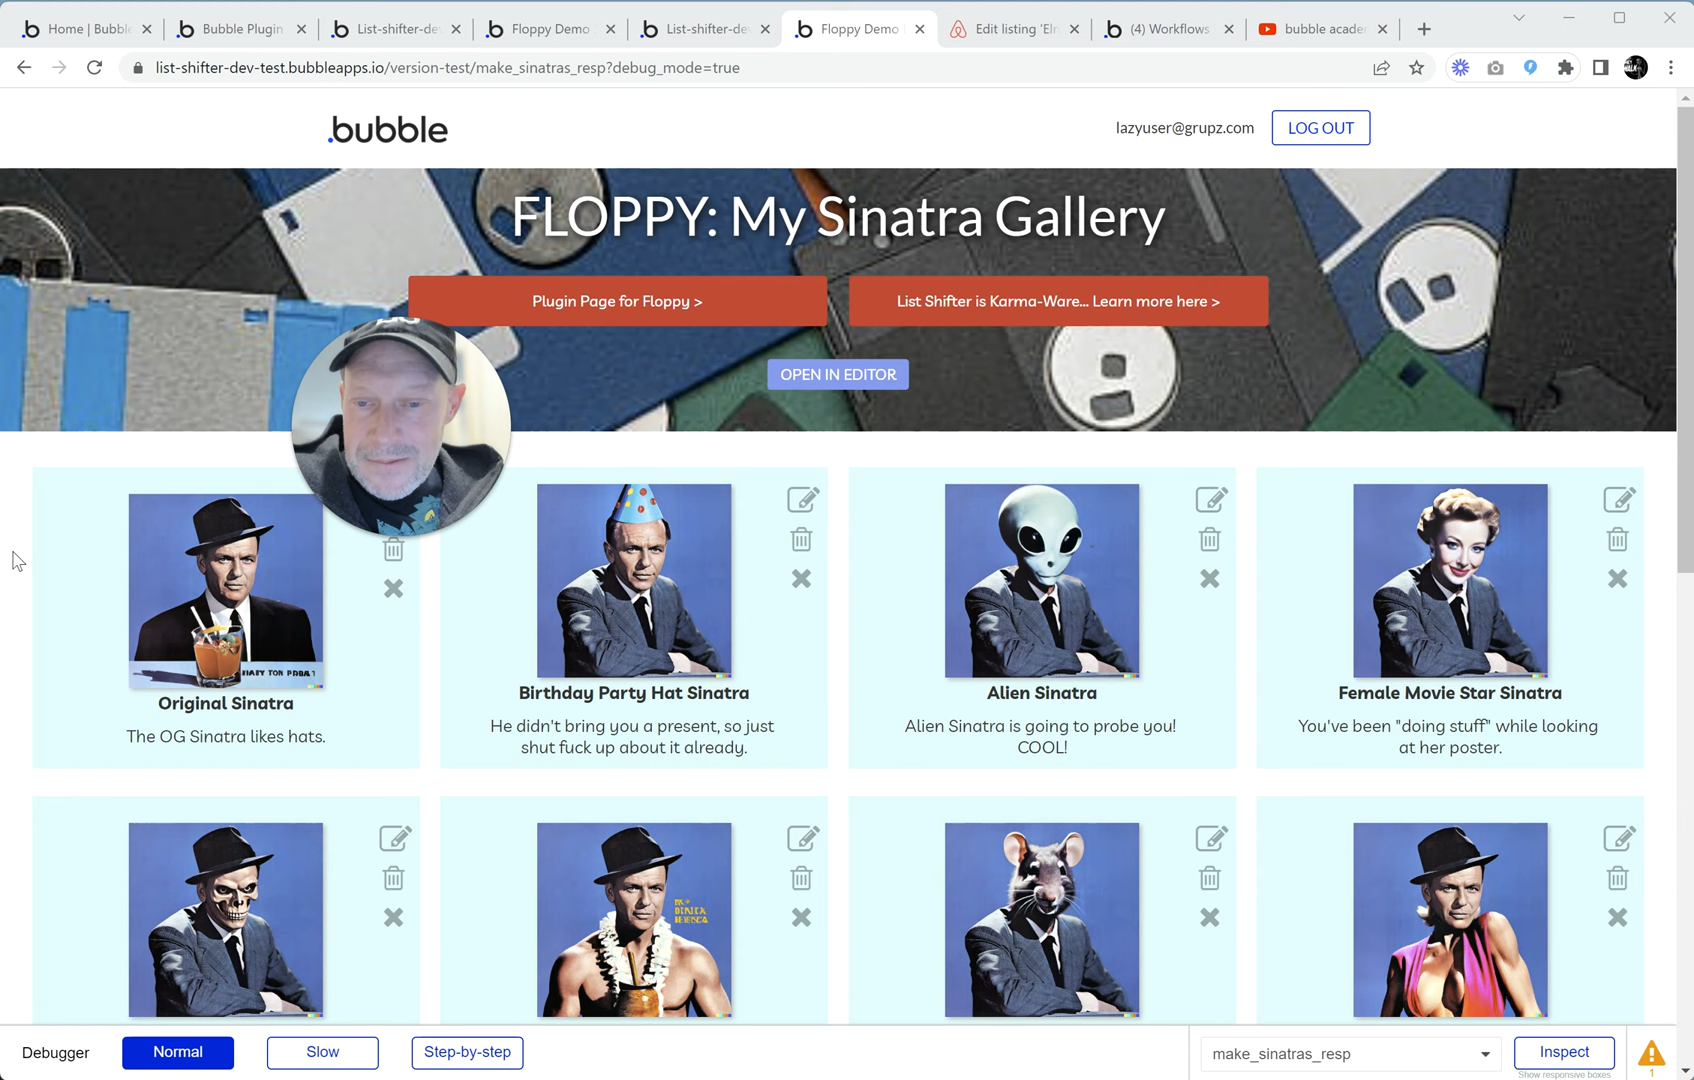 Home | Bubble
Bubble Plugin
List-shifter-de
Floppy Demo
List-shifter-de
Floppy Demo
Edit listing 'Eln
(4) Workflows
bubble acade
list-shifter-dev-test.bubbleapps.io/version-test/make_sinatras_resp?debug_mode=true
.bubble
lazyuser@grupz.com
LOG OUT
FLOPPY: My Sinatra Gallery
Plugin Page for Floppy >
List Shifter is Karma-Ware... Learn more here >
OPEN IN EDITOR
Original Sinatra
The OG Sinatra likes hats.
Birthday Party Hat Sinatra
He didn't bring you a present, so just
shut fuck up about it already.
Alien Sinatra
Alien Sinatra is going to probe you!
COOL!
Female Movie Star Sinatra
You've been "doing stuff" while looking
at her poster.
Debugger
Normal
Slow
Step-by-step
make_sinatras_resp
Inspect
Show responsive boxes
1